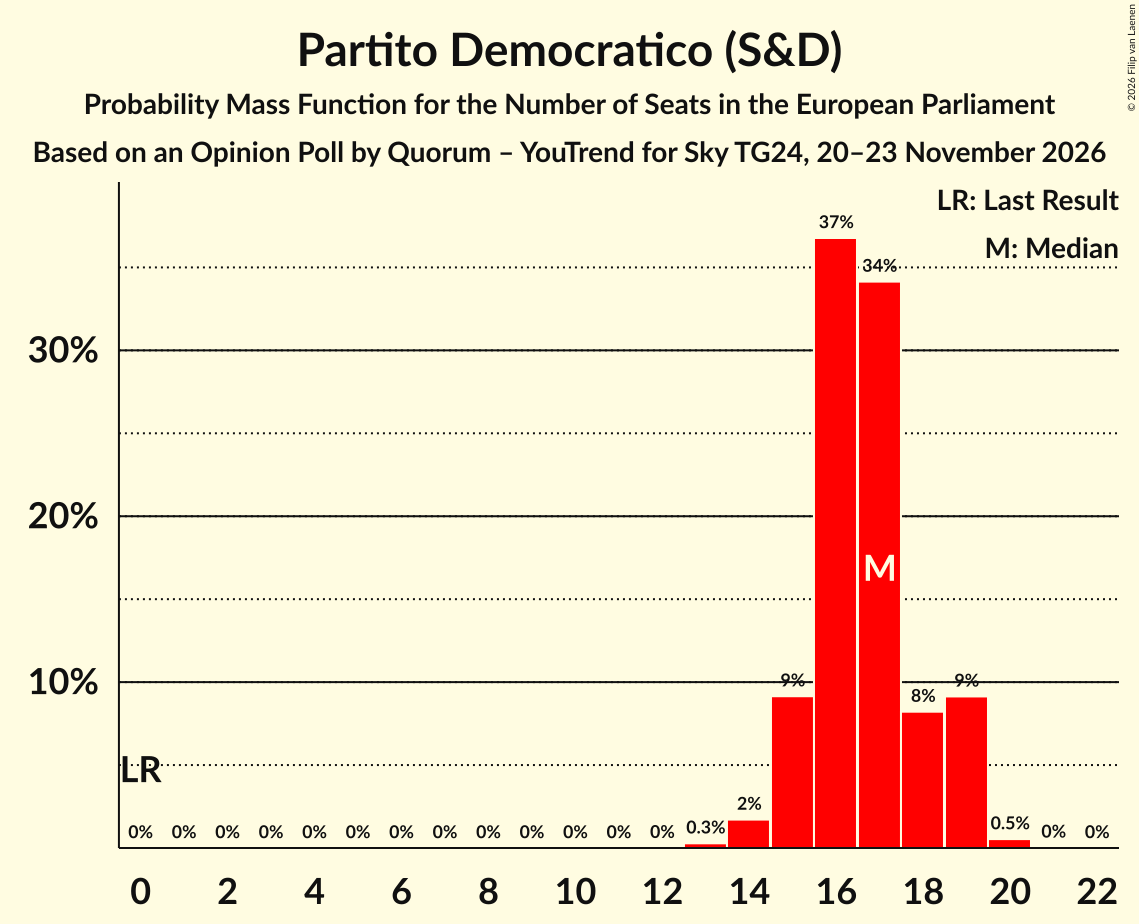 Partito Democratico (S&D)
Probability Mass Function for the Number of Seats in the European Parliament
Based on an Opinion Poll by Quorum – YouTrend for Sky TG24, 20–23 November 2026
© 2026 Filip van Laenen
LR: Last Result
M: Median
37%
34%
30%
20%
M
10%
9%
8%
9%
LR
0% 0% 0% 0% 0% 0% 0% 0% 0% 0% 0% 0% 0% 0.3% 2% 0.5% 0% 0%
0 2 4 6 8 10 12 14 16 18 20 22